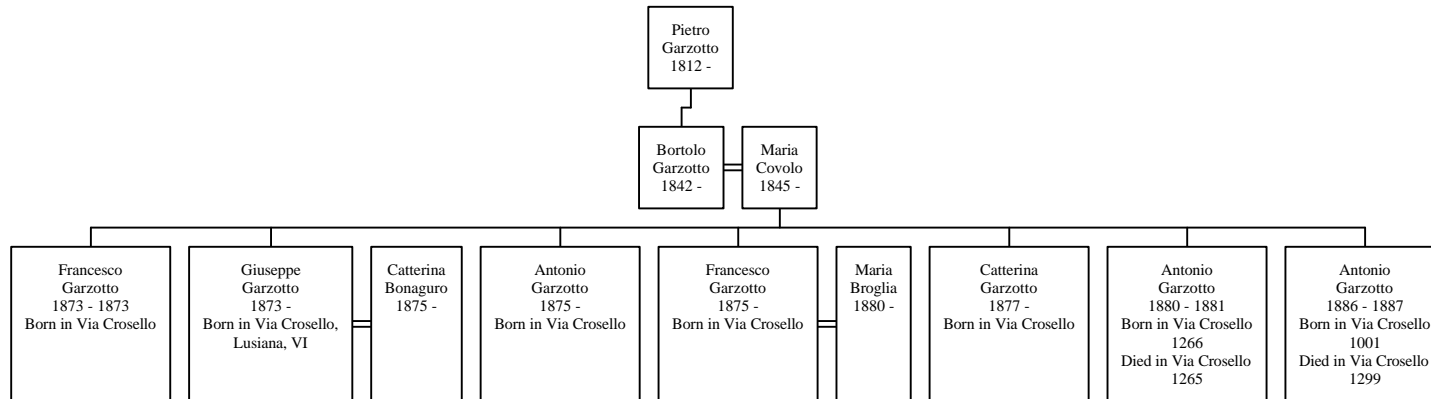 Pietro
Garzotto
1812 -
Bortolo
Garzotto
1842 -
Maria
Covolo
1845 -
Francesco
Garzotto
1873 - 1873
Born in Via Crosello
Giuseppe
Garzotto
1873 -
Born in Via Crosello,
Lusiana, VI
Catterina
Bonaguro
1875 -
Antonio
Garzotto
1875 -
Born in Via Crosello
Francesco
Garzotto
1875 -
Born in Via Crosello
Maria
Broglia
1880 -
Catterina
Garzotto
1877 -
Born in Via Crosello
Antonio
Garzotto
1880 - 1881
Born in Via Crosello
1266
Died in Via Crosello
1265
Antonio
Garzotto
1886 - 1887
Born in Via Crosello
1001
Died in Via Crosello
1299